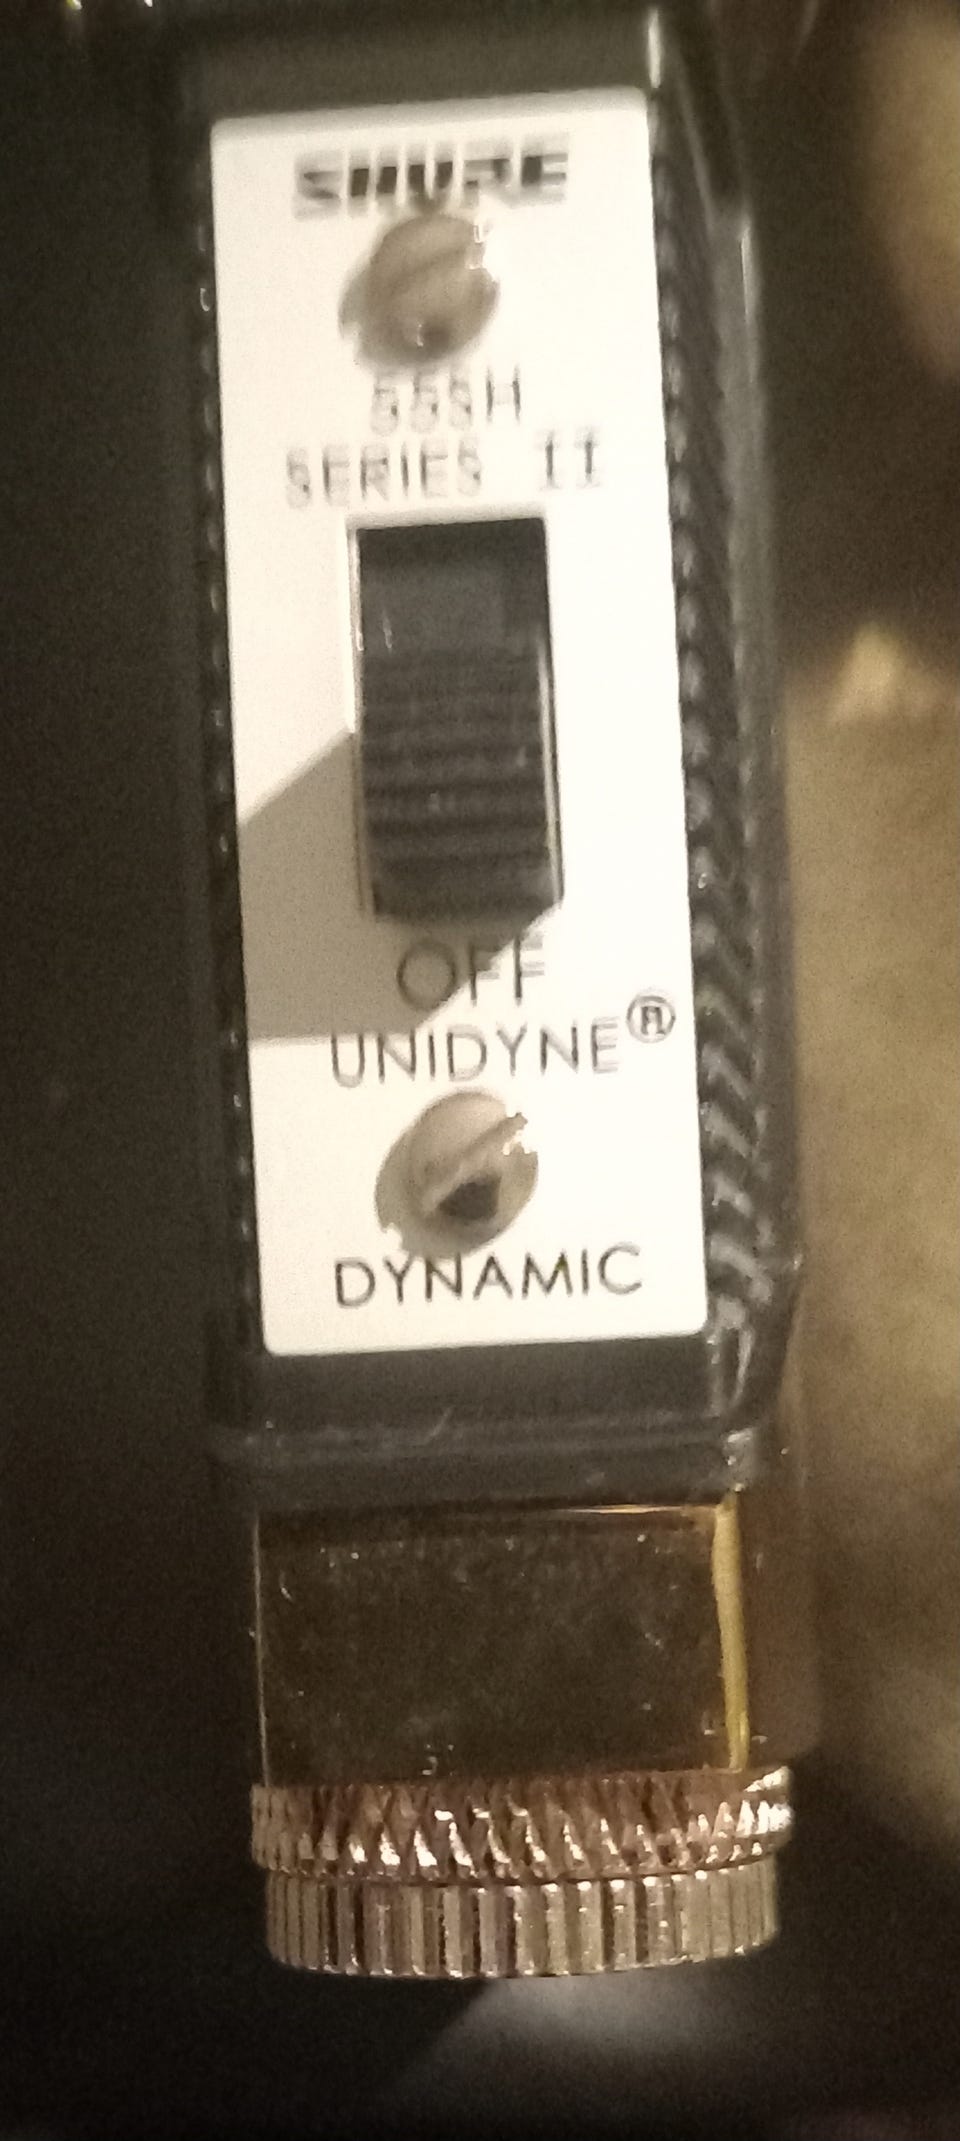 SHURE
55SH
SERIES II
OFF
UNIDYNE®
DYNAMIC